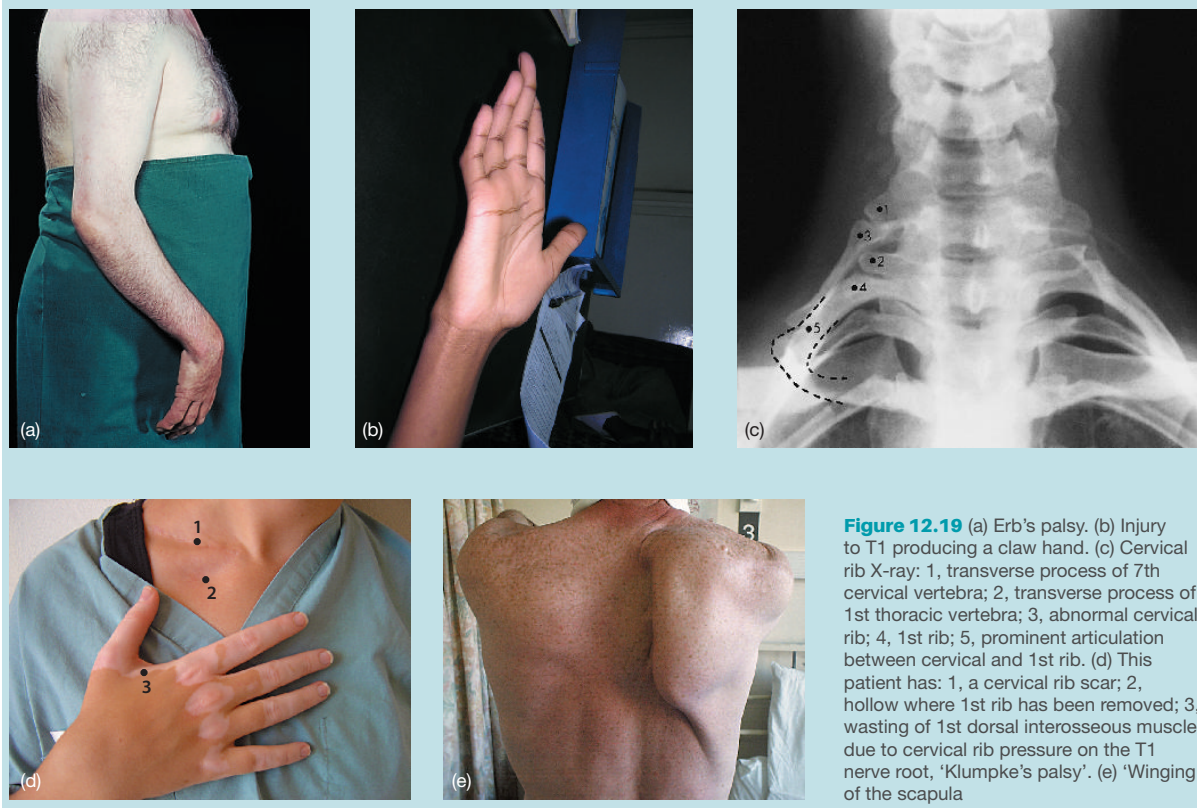 (a)
(b)
1
3
2
4
5
(c)
1
2
3
(d)
3
(e)
Figure 12.19 (a) Erb's palsy. (b) Injury
to T1 producing a claw hand. (c) Cervical
rib X-ray: 1, transverse process of 7th
cervical vertebra; 2, transverse process of
1st thoracic vertebra; 3, abnormal cervical
rib; 4, 1st rib; 5, prominent articulation
between cervical and 1st rib. (d) This
patient has: 1, a cervical rib scar; 2,
hollow where 1st rib has been removed; 3,
wasting of 1st dorsal interosseous muscle
due to cervical rib pressure on the T1
nerve root, 'Klumpke's palsy'. (e) 'Winging'
of the scapula